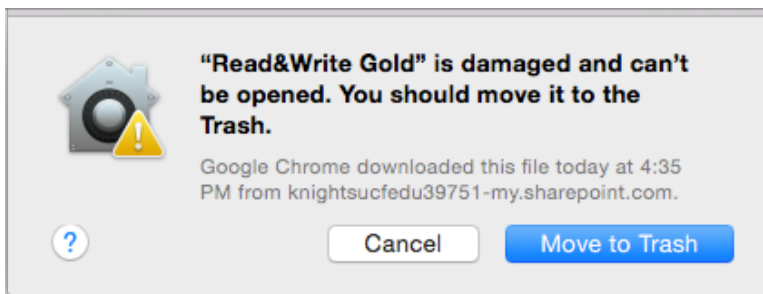 “Read&Write Gold” is damaged and can’t
be opened. You should move it to the
Trash.
Google Chrome downloaded this file today at 4:35
PM from knightsucfedu39751-my.sharepoint.com.
?
Cancel
Move to Trash